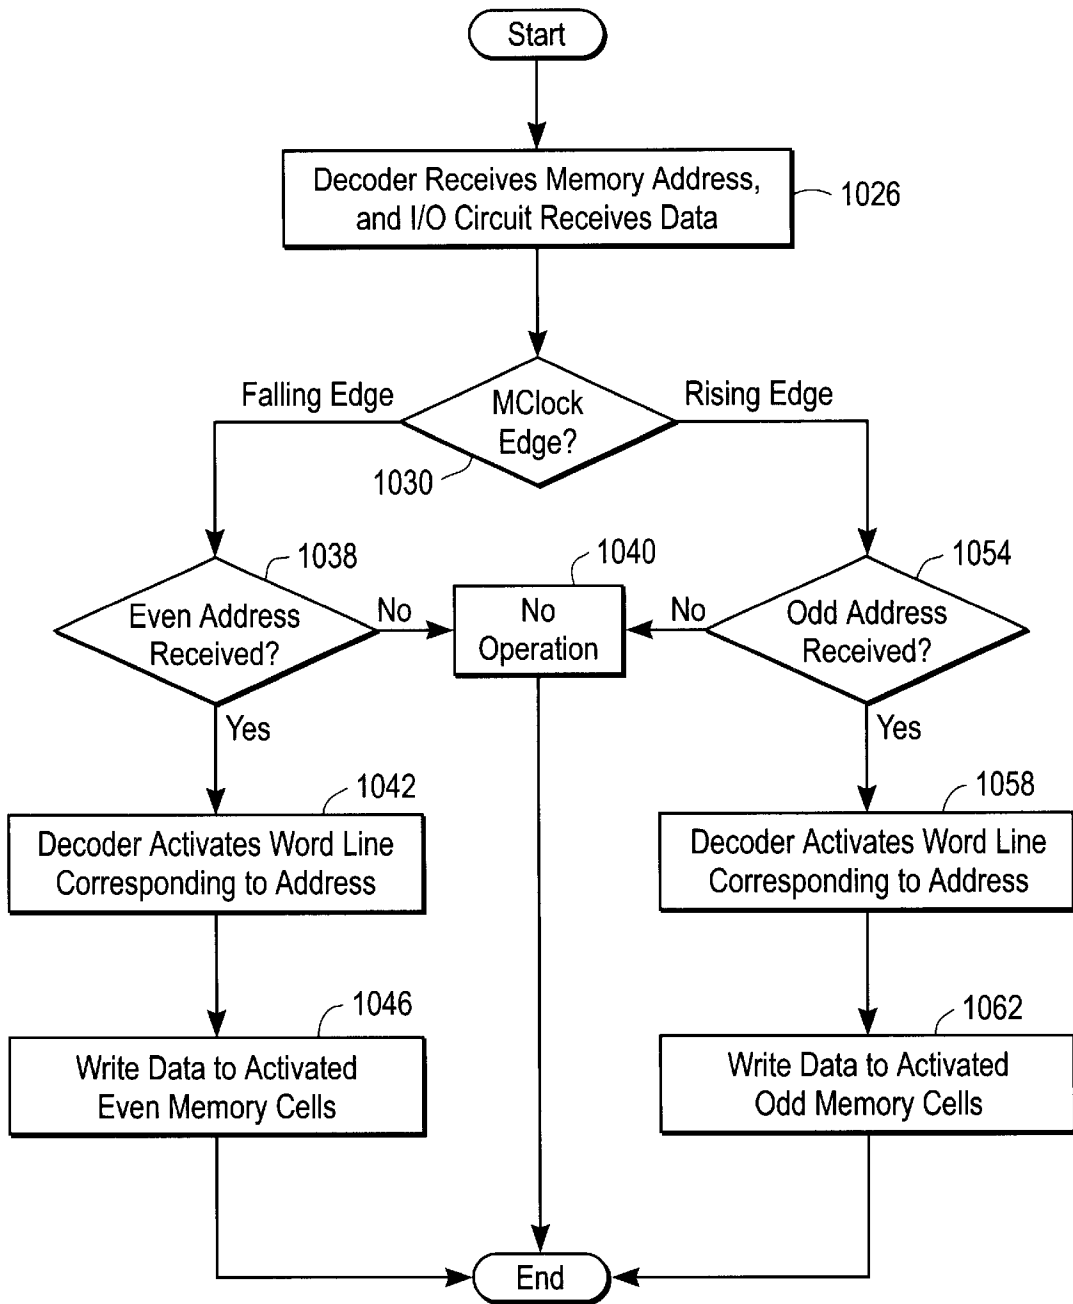 Start
Decoder Receives Memory Address,
and I/O Circuit Receives Data
1026
Falling Edge
MClock
Edge?
Rising Edge
1030
1038
1040
1054
Even Address
Received?
No
No
Operation
No
Odd Address
Received?
Yes
Yes
1042
1058
Decoder Activates Word Line
Corresponding to Address
Decoder Activates Word Line
Corresponding to Address
1046
1062
Write Data to Activated
Even Memory Cells
Write Data to Activated
Odd Memory Cells
End